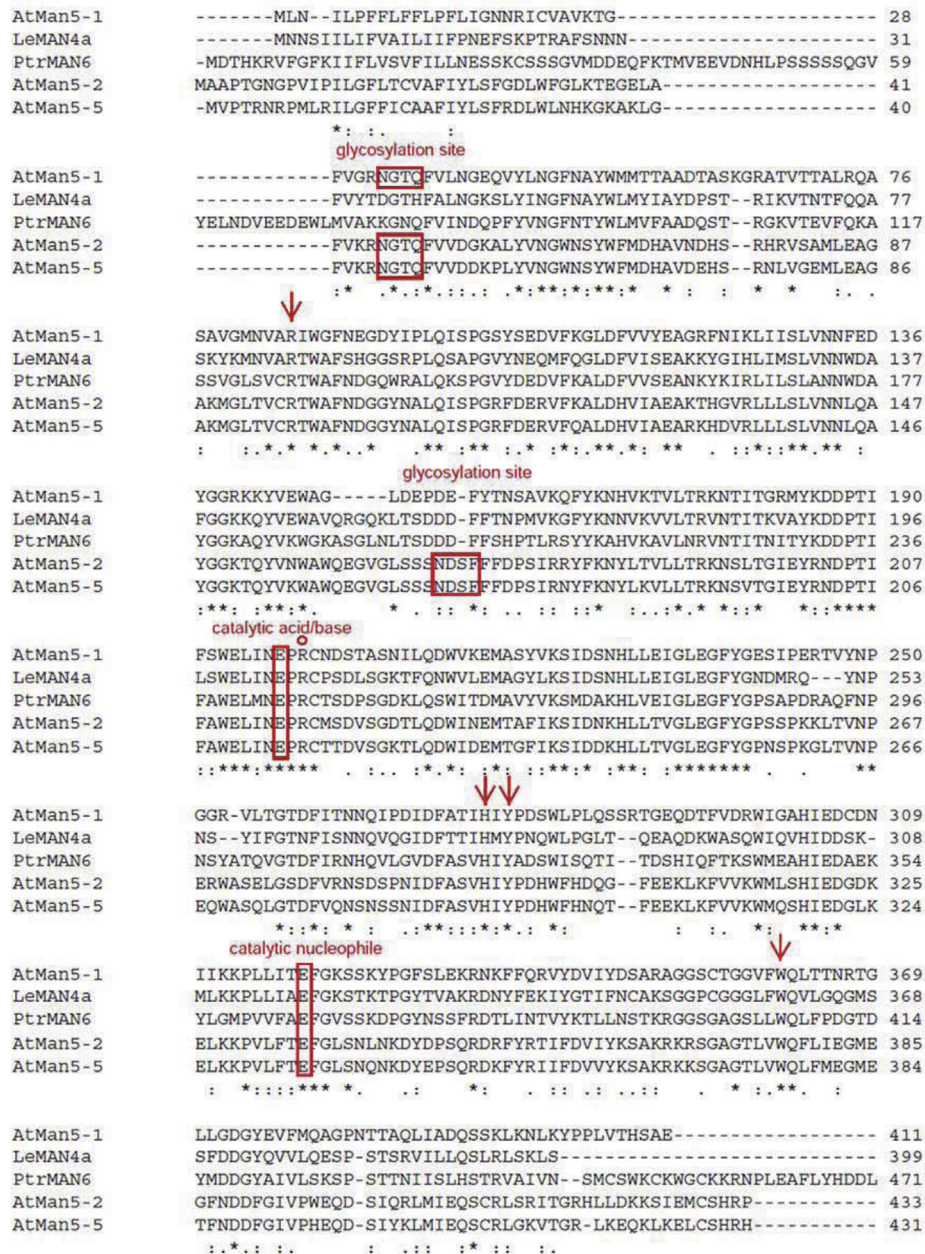 AtMan5-1 -------MLN--ILPFFLFFLPFLIGNNRICVAVKTG---------------------- 28
LeMAN4a -------MNNSIILIFVAILIIFPNEFSKPTRAFSNNN--------------------- 31
PtrMAN6 -MDTHKRVFGFKIIFLVSVFILLNESSKCSSSGVMDDEQFKTMVEEVDNHLPSSSSSQGV 59
AtMan5-2 MAAPTGNGPVIPILGFLTCVAFIYLSFGDLWFGLKTEGELA------------------- 41
AtMan5-5 -MVPTRNRPMLRILGFFICAAFIYLSFRDLWLNHKGKAKLG------------------- 40
*: :. :
glycosylation site
AtMan5-1 ------------FVGRNGTQFVLNGEQVYLNGFNAYWMMTTAADTASKGRATVTTALRQA 76
LeMAN4a ------------FVYTDGTHFALNGKSLYINGFNAYWLMYIAYDPST--RIKVTNTFQQA 77
PtrMAN6 YELNDVEEDEWLMVAKKGNQFVINDQPFYVNGFNTYWLMVFAADQST--RGKVTEVFQKA 117
AtMan5-2 ------------FVKRNGTQFVVDGKALYVNGWNSYWFMDHAVNDHS--RHRVSAMLEAG 87
AtMan5-5 ------------FVKRNGTQFVVDDKPLYVNGWNSYWFMDHAVDEHS--RNLVGEMLEAG 86
:* .*.:*.::. :*:**:*:**:* * : : * * :. .
AtMan5-1 SAVGMNVARIWGFNEGDYIPLQISPGSYSEDVFKGLDFVVYEAGRFNIKLIISLVNNFED 136
LeMAN4a SKYKMNVARTWAFSHGGSRPLQSAPGVYNEQMFQGLDFVISEAKKYGIHLIMSLVNNWDA 137
PtrMAN6 SSVGLSVCRTWAFNDGQWRALQKSPGVYDEDVFKALDFVVSEANKYKIRLILSLANNWDA 177
AtMan5-2 AKMGLTVCRTWAFNDGGYNALQISPGRFDERVFKALDHVIAEAKTHGVRLLLSLVNNLQA 147
AtMan5-5 AKMGLTVCRTWAFNDGGYNALQISPGRFDERVFQALDHVIAEARKHDVRLLLSLVNNLQA 146
: :.*.* *.*..* .** :** :.* :*:.**.*: ** . ::*::**.** :
glycosylation site
AtMan5-1 YGGRKKYVEWAG-----LDEPDE-FYTNSAVKQFYKNHVKTVLTRKNTITGRMYKDDPTI 190
LeMAN4a FGGKKQYVEWAVQRGQKLTSDDD-FFTNPMVKGFYKNNVKVVLTRVNTITKVAYKDDPTI 196
PtrMAN6 YGGKAQYVKWGKASGLNLTSDDD-FFSHPTLRSYYKAHVKAVLNRVNTITNITYKDDPTI 236
AtMan5-2 YGGKTQYVNWAWQEGVGLSSSNDSFFFDPSIRRYFKNYLTVLLTRKNSLTGIEYRNDPTI 207
AtMan5-5 YGGKTQYVKWAWQEGVGLSSSNDSFFFDPSIRNYFKNYLKVLLTRKNSVTGIEYRNDPTI 206
:**: :**:*. * . :: *: .. :: ::* :..:*.* *::* *::****
catalytic acid/base
AtMan5-1 FSWELINEPRCNDSTASNILQDWVKEMASYVKSIDSNHLLEIGLEGFYGESIPERTVYNP 250
LeMAN4a LSWELINEPRCPSDLSGKTFQNWVLEMAGYLKSIDSNHLLEIGLEGFYGNDMRQ---YNP 253
PtrMAN6 FAWELMNEPRCTSDPSGDKLQSWITDMAVYVKSMDAKHLVEIGLEGFYGPSAPDRAQFNP 296
AtMan5-2 FAWELINEPRCMSDVSGDTLQDWINEMTAFIKSIDNKHLLTVGLEGFYGPSSPKKLTVNP 267
AtMan5-5 FAWELINEPRCTTDVSGKTLQDWIDEMTGFIKSIDDKHLLTVGLEGFYGPNSPKGLTVNP 266
::***:***** . :.. :*.*: :*: ::**:* :**: :******* . . **
AtMan5-1 GGR-VLTGTDFITNNQIPDIDFATIHIYPDSWLPLQSSRTGEQDTFVDRWIGAHIEDCDN 309
LeMAN4a NS--YIFGTNFISNNQVQGIDFTTIHMYPNQWLPGLT--QEAQDKWASQWIQVHIDDSK- 308
PtrMAN6 NSYATQVGTDFIRNHQVLGVDFASVHIYADSWISQTI--TDSHIQFTKSWMEAHIEDAEK 354
AtMan5-2 ERWASELGSDFVRNSDSPNIDFASVHIYPDHWFHDQG--FEEKLKFVVKWMLSHIEDGDK 325
AtMan5-5 EQWASQLGTDFVQNSNSSNIDFASVHIYPDHWFHNQT--FEEKLKFVVKWMQSHIEDGLK 324
*::*: * : .:**:::*:*.: *: : :. *: **:*
catalytic nucleophile
AtMan5-1 IIKKPLLITEFGKSSKYPGFSLEKRNKFFQRVYDVIYDSARAGGSCTGGVFWQLTTNRTG 369
LeMAN4a MLKKPLLIAEFGKSTKTPGYTVAKRDNYFEKIYGTIFNCAKSGGPCGGGLFWQVLGQGMS 368
PtrMAN6 YLGMPVVFAEFGVSSKDPGYNSSFRDTLINTVYKTLLNSTKRGGSGAGSLLWQLFPDGTD 414
AtMan5-2 ELKKPVLFTEFGLSNLNKDYDPSQRDRFYRTIFDVIYKSAKRKRSGAGTLVWQFLIEGME 385
AtMan5-5 ELKKPVLFTEFGLSNQNKDYEPSQRDKFYRIIFDVVYKSAKRKKSGAGTLVWQLFMEGME 384
: *::::*** *. .: *: :: .: ..:: . * :.**. :
AtMan5-1 LLGDGYEVFMQAGPNTTAQLIADQSSKLKNLKYPPLVTHSAE------------------ 411
LeMAN4a SFDDGYQVVLQESP-STSRVILLQSLRLSKLS---------------------------- 399
PtrMAN6 YMDDGYAIVLSKSP-STTNIISLHSTRVAIVN--SMCSWKCKWGCKKRNPLEAFLYHDDL 471
AtMan5-2 GFNDDFGIVPWEQD-SIQRLMIEQSCRLSRITGRHLLDKKSIEMCSHRP----------- 433
AtMan5-5 TFNDDFGIVPHEQD-SIYKLMIEQSCRLGKVTGR-LKEQKLKELCSHRH----------- 431
:.*.: :. : .: :* :: :.